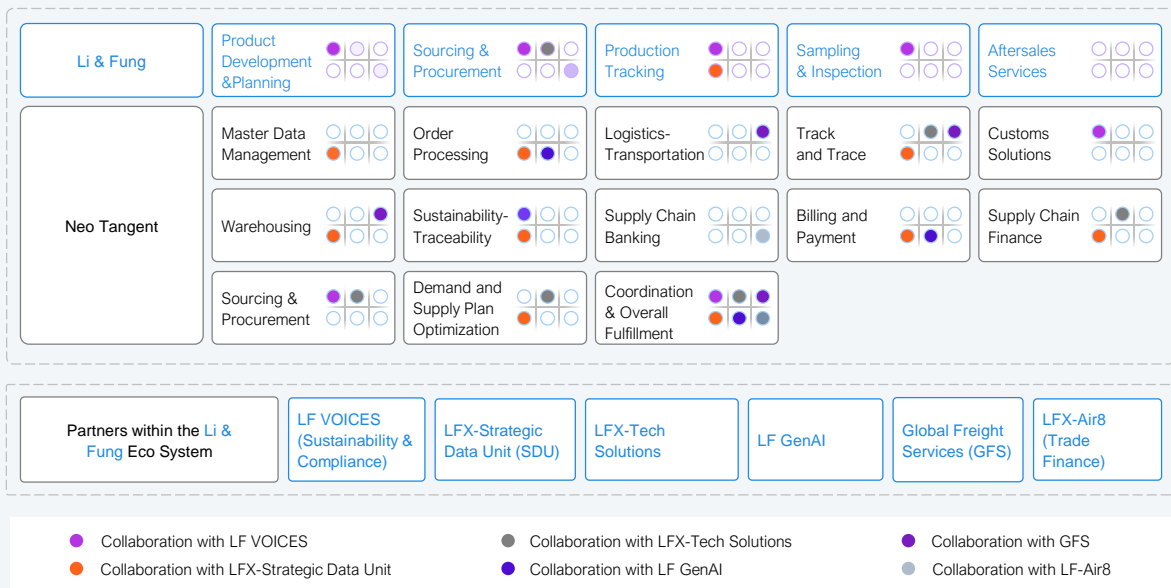 Li & Fung
Product
Development
&Planning
Sourcing &
Procurement
Production
Tracking
Sampling
& Inspection
Aftersales
Services
Neo Tangent
Master Data
Management
Order
Processing
Logistics-
Transportation
Track
and Trace
Customs
Solutions
Warehousing
Sustainability-
Traceability
Supply Chain
Banking
Billing and
Payment
Supply Chain
Finance
Sourcing &
Procurement
Demand and
Supply Plan
Optimization
Coordination
& Overall
Fulfillment
Partners within the Li &
Fung Eco System
LF VOICES
(Sustainability &
Compliance)
LFX-Strategic
Data Unit (SDU)
LFX-Tech
Solutions
LF GenAI
Global Freight
Services (GFS)
LFX-Air8
(Trade
Finance)
Collaboration with LF VOICES
Collaboration with LFX-Tech Solutions
Collaboration with GFS
Collaboration with LFX-Strategic Data Unit
Collaboration with LF GenAI
Collaboration with LF-Air8